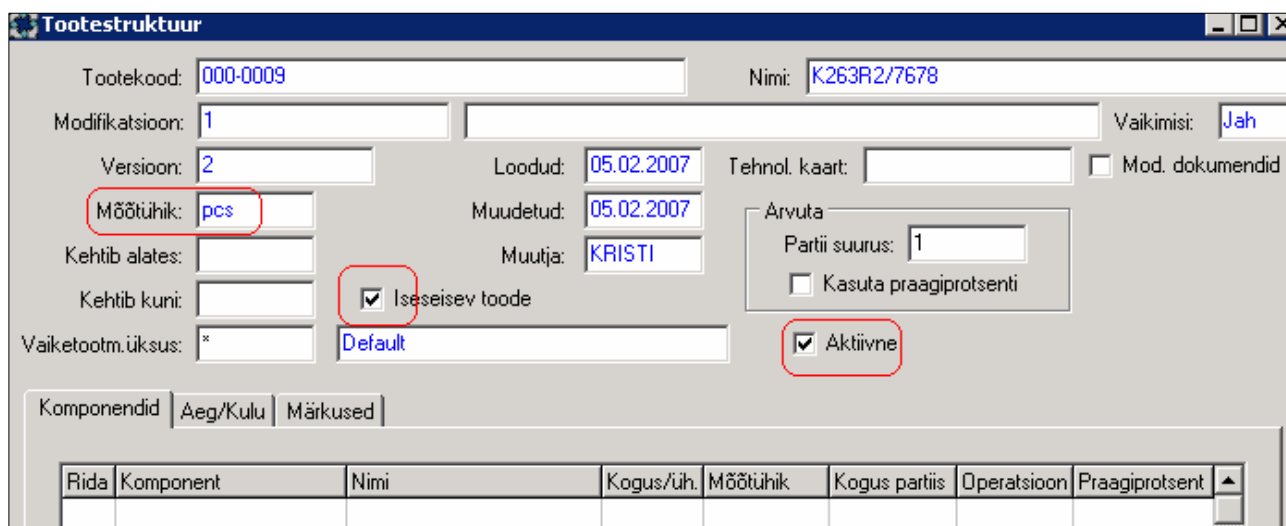 Tootestruktuur
Tootekood: 000-0009 Nimi: K263R2/7678
Modifikatsioon: 1 Vaikimisi: Jah
Versioon: 2 Loodud: 05.02.2007 Tehnol. kaart: Mod. dokumendid
Mõõtühik: pcs Muudetud: 05.02.2007 Arvuta
Kehtib alates: Muutja: KRISTI Partii suurus: 1
Kehtib kuni: Iseseisev toode Kasuta praagiprotsenti
Vaiketootm.üksus: * Default Aktiivne
Komponendid Aeg/Kulu Märkused
Rida Komponent Nimi Kogus/üh. Mõõtühik Kogus partiis Operatsioon Praagiprotsent